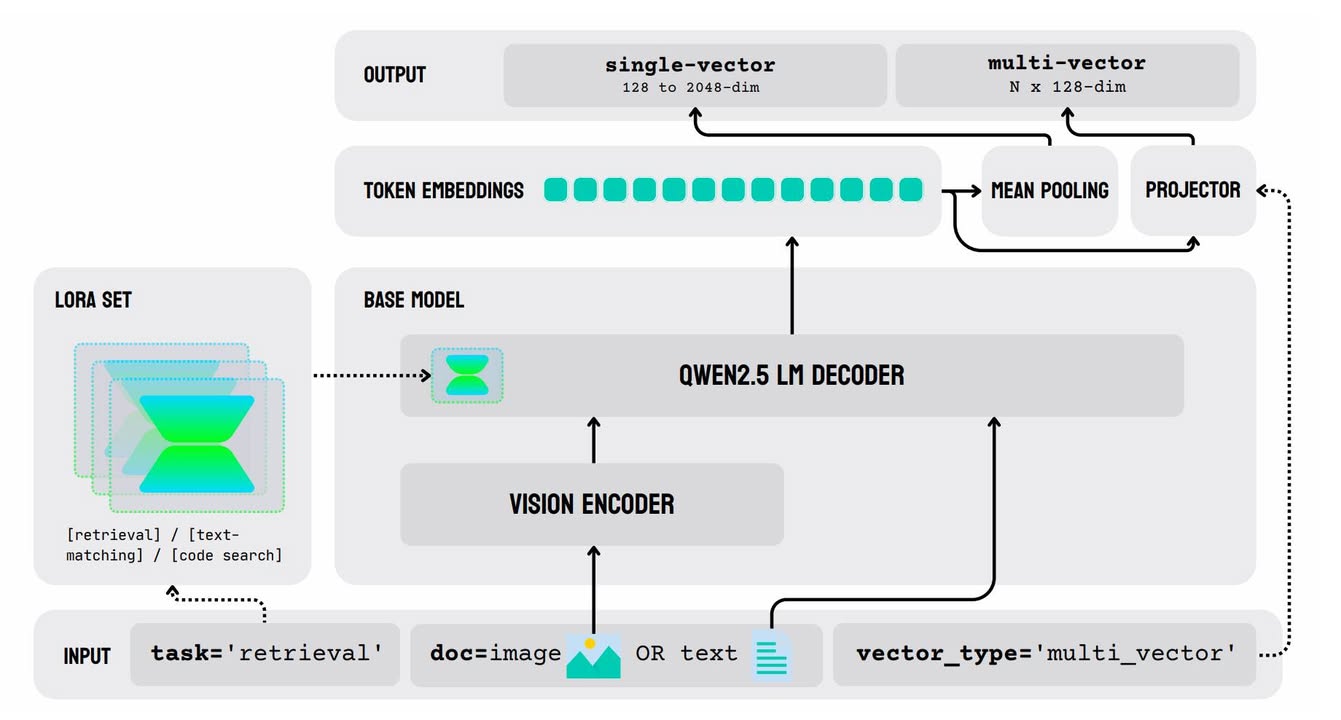 OUTPUT
single-vector
128 to 2048-dim
multi-vector
N x 128-dim
TOKEN EMBEDDINGS
MEAN POOLING
PROJECTOR
LORA SET
[retrieval] / [text-
matching] / [code search]
BASE MODEL
QWEN2.5 LM DECODER
VISION ENCODER
INPUT
task='retrieval'
doc=image OR text
vector_type='multi_vector'